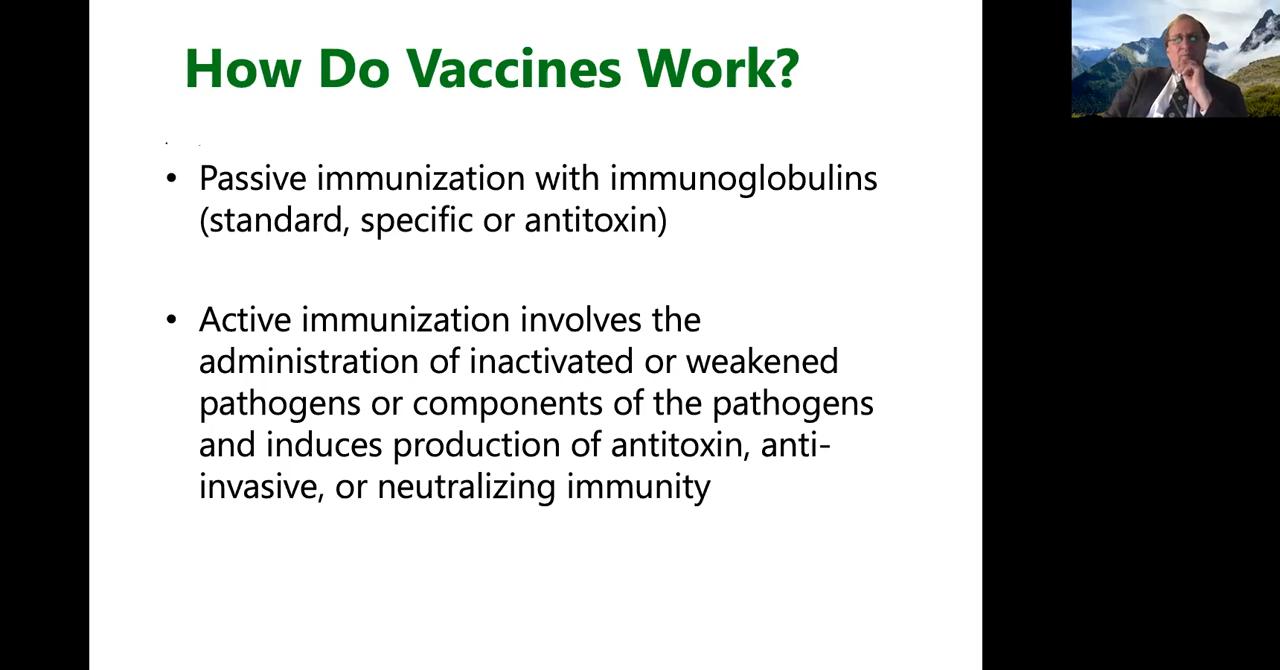 How Do Vaccines Work?
• Passive immunization with immunoglobulins
(standard, specific or antitoxin)
• Active immunization involves the
administration of inactivated or weakened
pathogens or components of the pathogens
and induces production of antitoxin, anti-
invasive, or neutralizing immunity